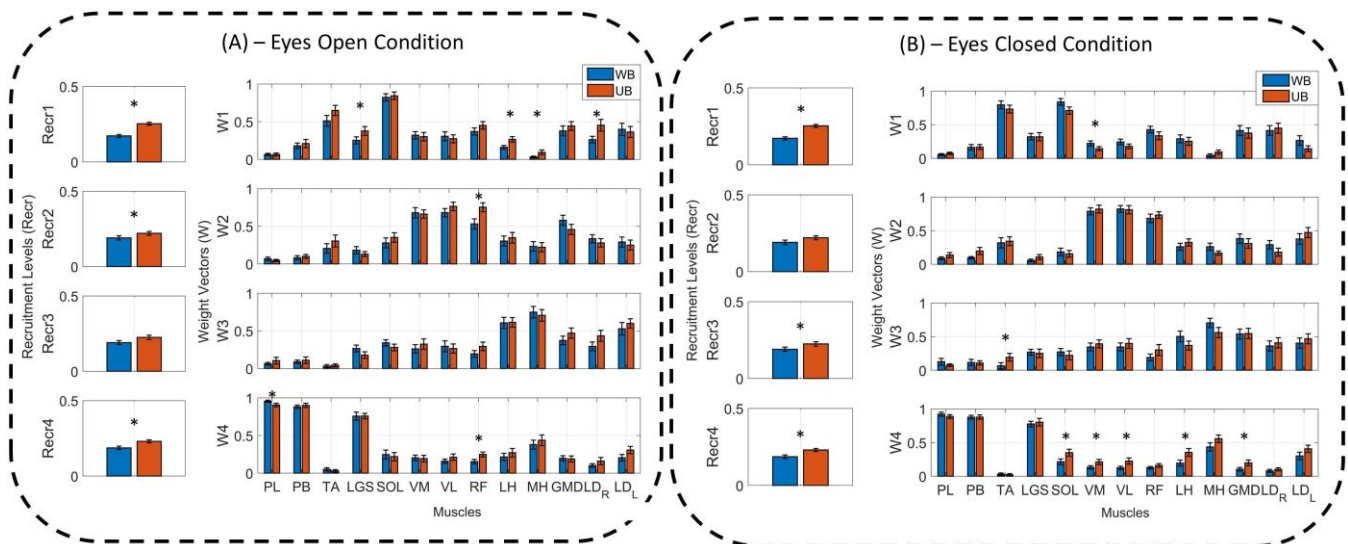 (A) – Eyes Open Condition
WB
UB
Recruitment Levels (Recr)
Recr1
0.5
0
*
Recr2
0.5
0
*
Recr3
0.5
0
Recr4
0.5
0
*
Weight Vectors (W)
W1
1
0.5
0
* * * *
W2
1
0.5
0
*
W3
1
0.5
0
W4
1
0.5
0
* *
PL PB TA LGS SOL VM VL RF LH MH GMD LD_R LD_L
Muscles
(B) – Eyes Closed Condition
WB
UB
Recruitment Levels (Recr)
Recr1
0.5
0
*
Recr2
0.5
0
Recr3
0.5
0
*
Recr4
0.5
0
*
Weight Vectors (W)
W1
1
0.5
0
*
W2
1
0.5
0
W3
1
0.5
0
*
W4
1
0.5
0
* * * * *
PL PB TA LGS SOL VM VL RF LH MH GMD LD_R LD_L
Muscles